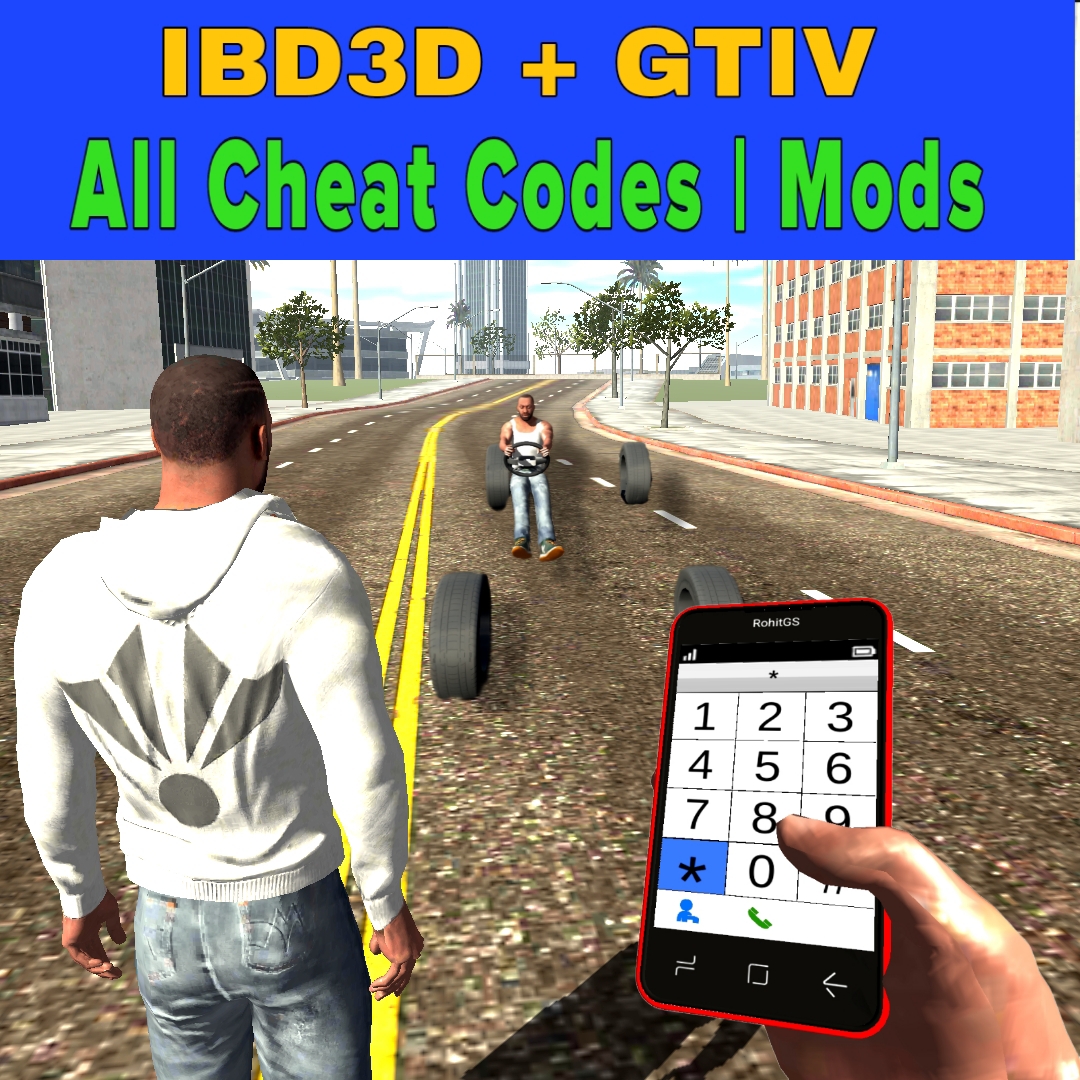 IBD3D + GTIV
All Cheat Codes | Mods
RohitGS
*
1 2 3
4 5 6
7 8 9
* 0 #